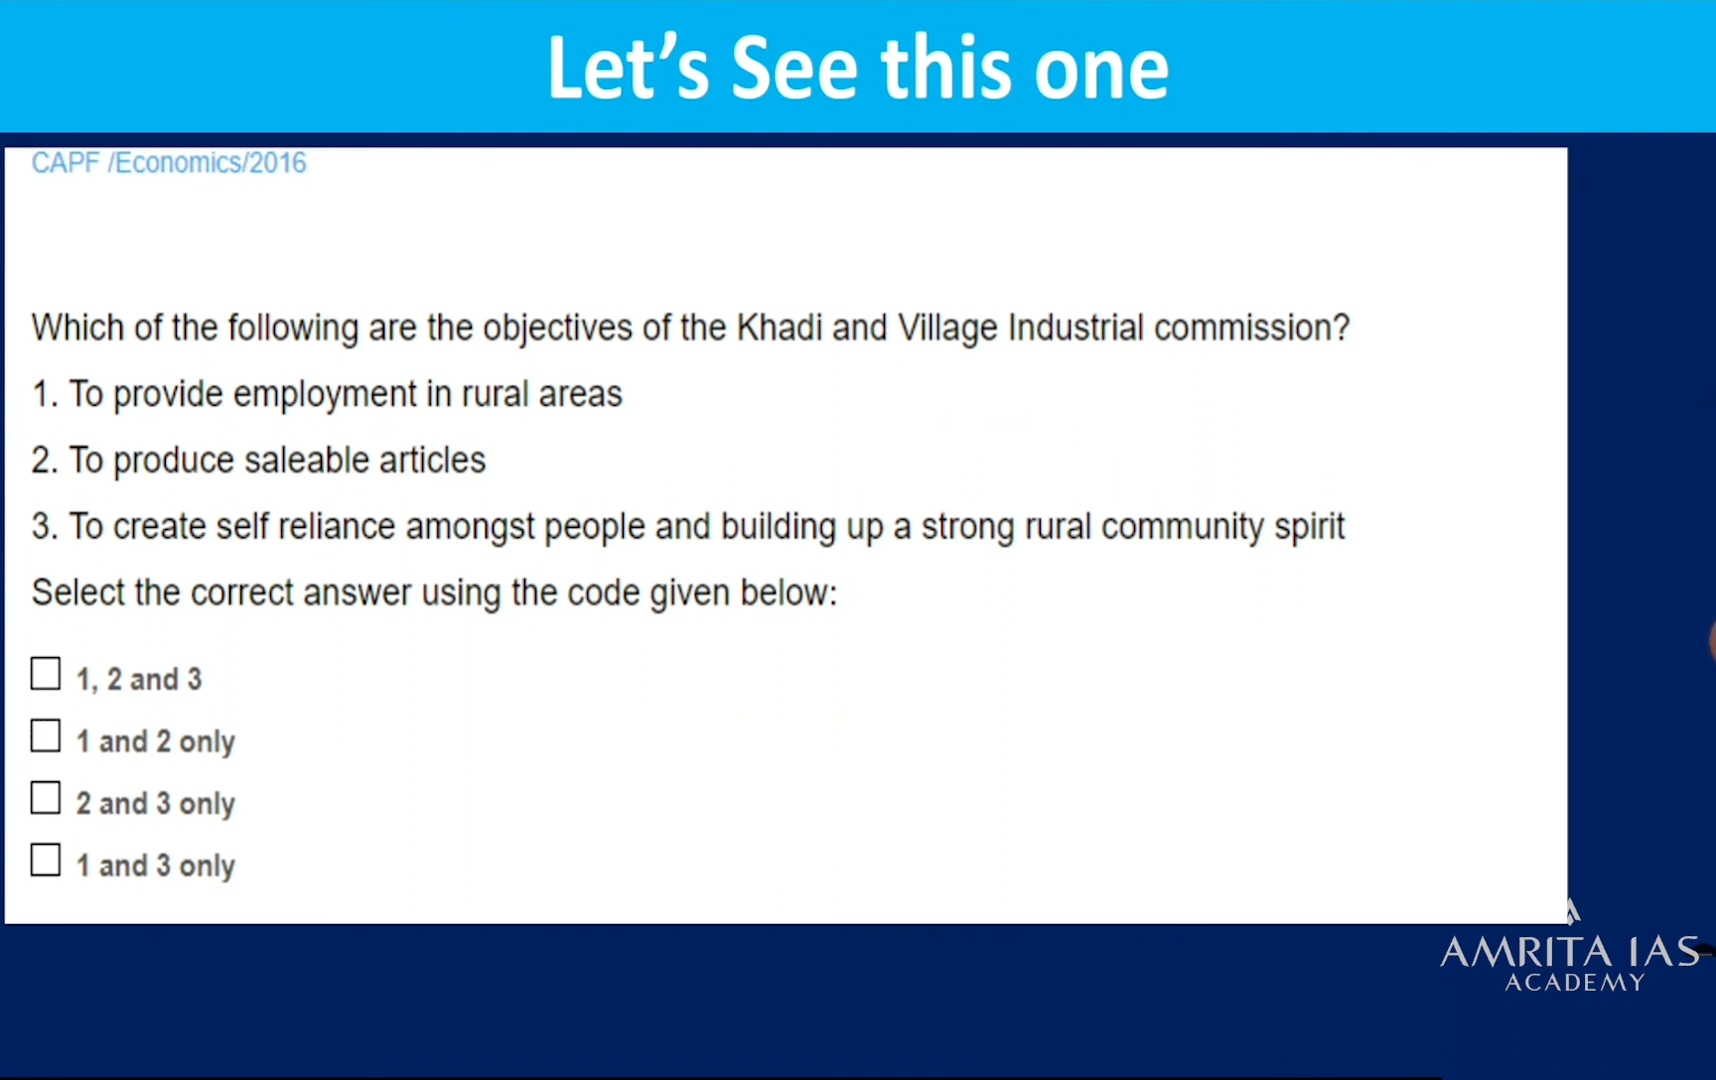 Let's See this one
CAPF /Economics/2016
Which of the following are the objectives of the Khadi and Village Industrial commission?
1. To provide employment in rural areas
2. To produce saleable articles
3. To create self reliance amongst people and building up a strong rural community spirit
Select the correct answer using the code given below:
1, 2 and 3
1 and 2 only
2 and 3 only
1 and 3 only
AMRITA IAS
ACADEMY